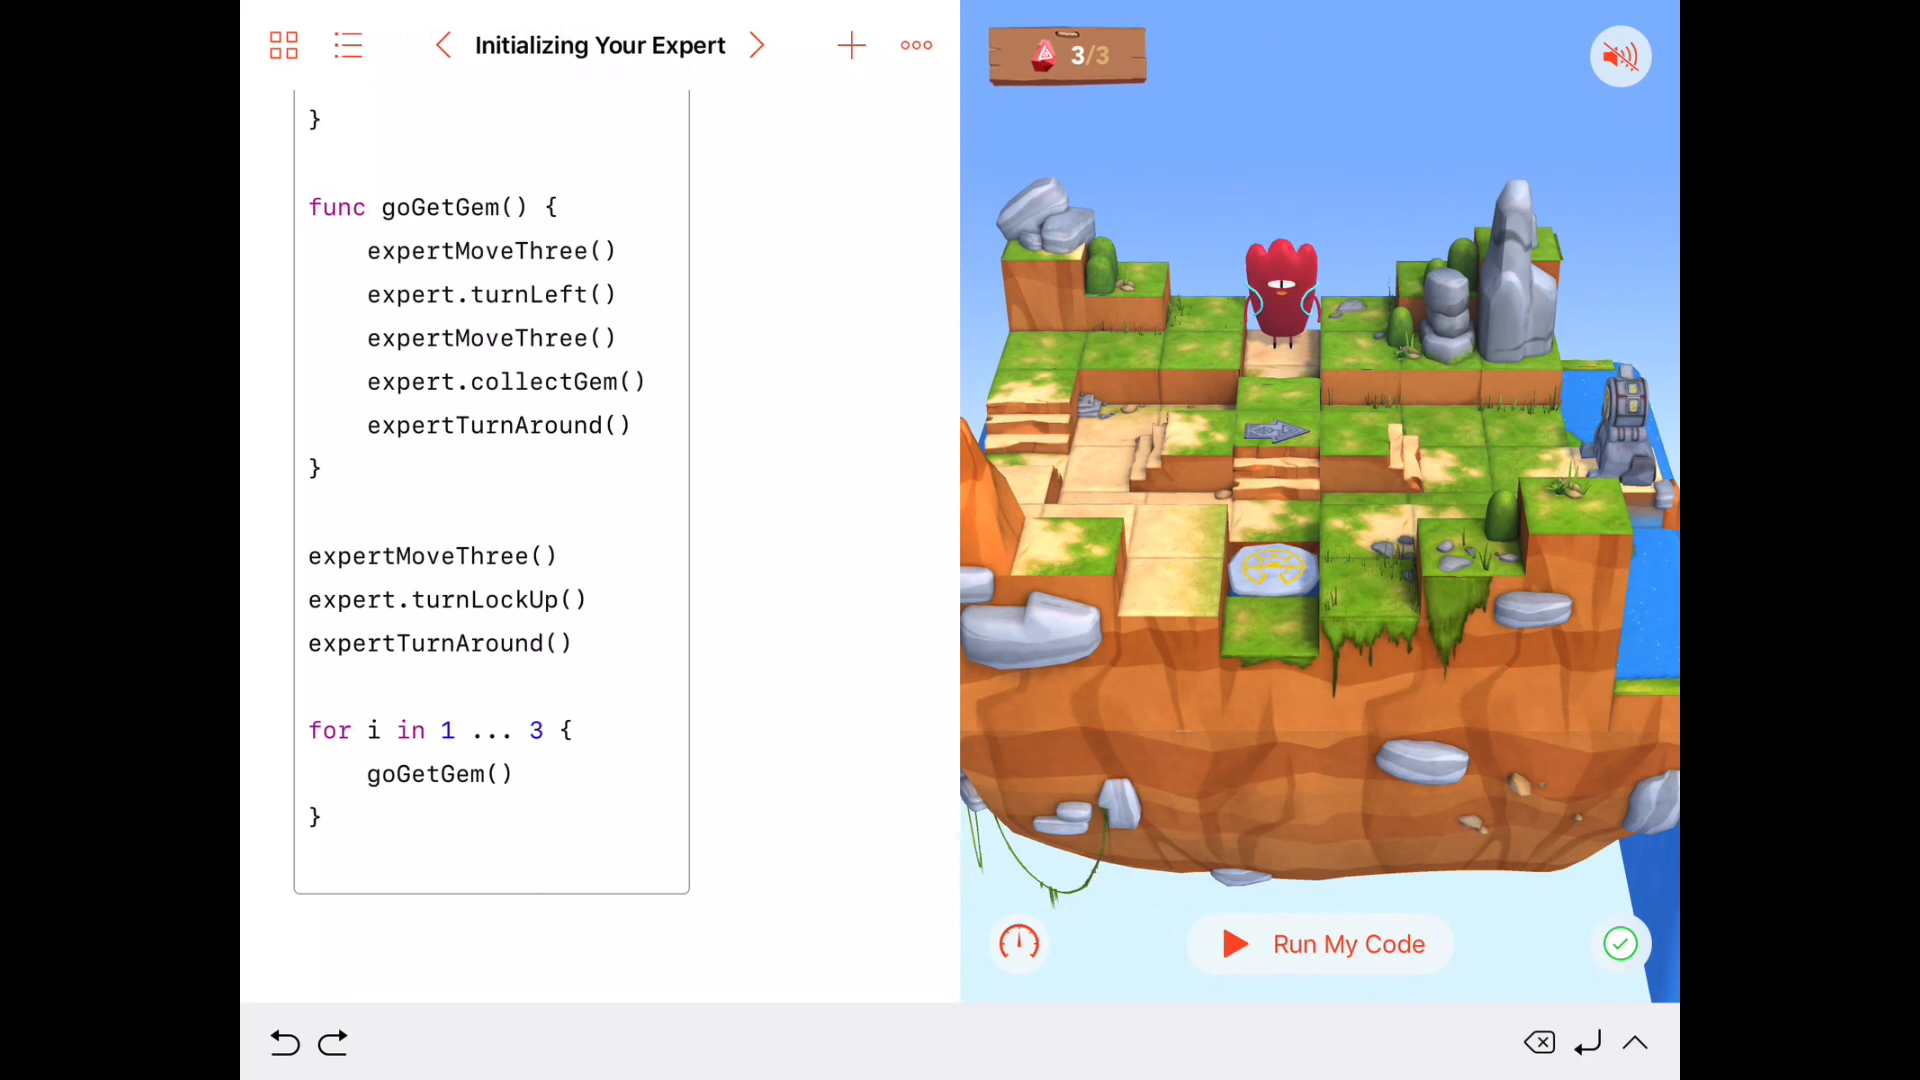 Initializing Your Expert
}
func goGetGem() {
expertMoveThree()
expert.turnLeft()
expertMoveThree()
expert.collectGem()
expertTurnAround()
}
expertMoveThree()
expert.turnLockUp()
expertTurnAround()
for i in 1 ... 3 {
goGetGem()
}
3/3
Run My Code